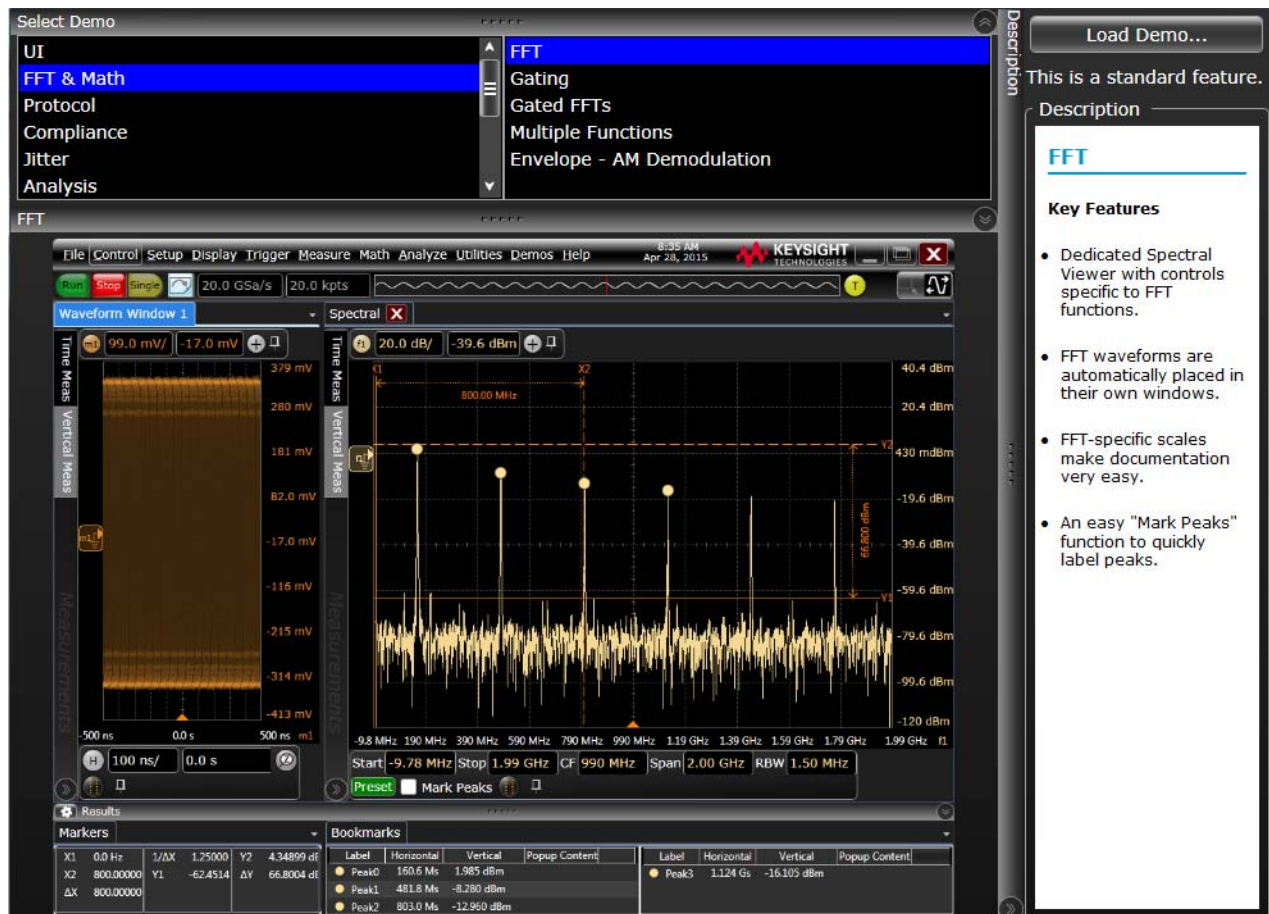 Select Demo
UI
FFT & Math
Protocol
Compliance
Jitter
Analysis
FFT
Gating
Gated FFTs
Multiple Functions
Envelope - AM Demodulation
Description
Load Demo...
This is a standard feature.
Description
FFT
Key Features
• Dedicated Spectral
Viewer with controls
specific to FFT
functions.
• FFT waveforms are
automatically placed in
their own windows.
• FFT-specific scales
make documentation
very easy.
• An easy "Mark Peaks"
function to quickly
label peaks.
FFT
File Control Setup Display Trigger Measure Math Analyze Utilities Demos Help
8:35 AM
Apr 28, 2015
KEYSIGHT
TECHNOLOGIES
Run Stop Single 20.0 GSa/s 20.0 kpts
T
Waveform Window 1
Spectral
Time Meas
Vertical Meas
Measurements
m1 99.0 mV/ -17.0 mV
379 mV
280 mV
181 mV
82.0 mV
-17.0 mV
-116 mV
-215 mV
-314 mV
-413 mV
m1
-500 ns 0.0 s 500 ns m1
H 100 ns/ 0.0 s
Time Meas
Vertical Meas
Measurements
f1 20.0 dB/ -39.6 dBm
X2
800.00 MHz
Y2
66.800 dBm
Y1
40.4 dBm
20.4 dBm
430 mdBm
-19.6 dBm
-39.6 dBm
-59.6 dBm
-79.6 dBm
-99.6 dBm
-120 dBm
-9.8 MHz 190 MHz 390 MHz 590 MHz 790 MHz 990 MHz 1.19 GHz 1.39 GHz 1.59 GHz 1.79 GHz 1.99 GHz f1
Start -9.78 MHz Stop 1.99 GHz CF 990 MHz Span 2.00 GHz RBW 1.50 MHz
Preset Mark Peaks
Results
Markers
X1 0.0 Hz 1/ΔX 1.25000 Y2 4.34899 dB
X2 800.00000 Y1 -62.4514 ΔY 66.8004 dB
ΔX 800.00000
Bookmarks
Label Horizontal Vertical Popup Content
Peak0 160.6 Ms 1.985 dBm
Peak1 481.8 Ms -8.280 dBm
Peak2 803.0 Ms -12.960 dBm
Label Horizontal Vertical Popup Content
Peak3 1.124 Gs -16.105 dBm